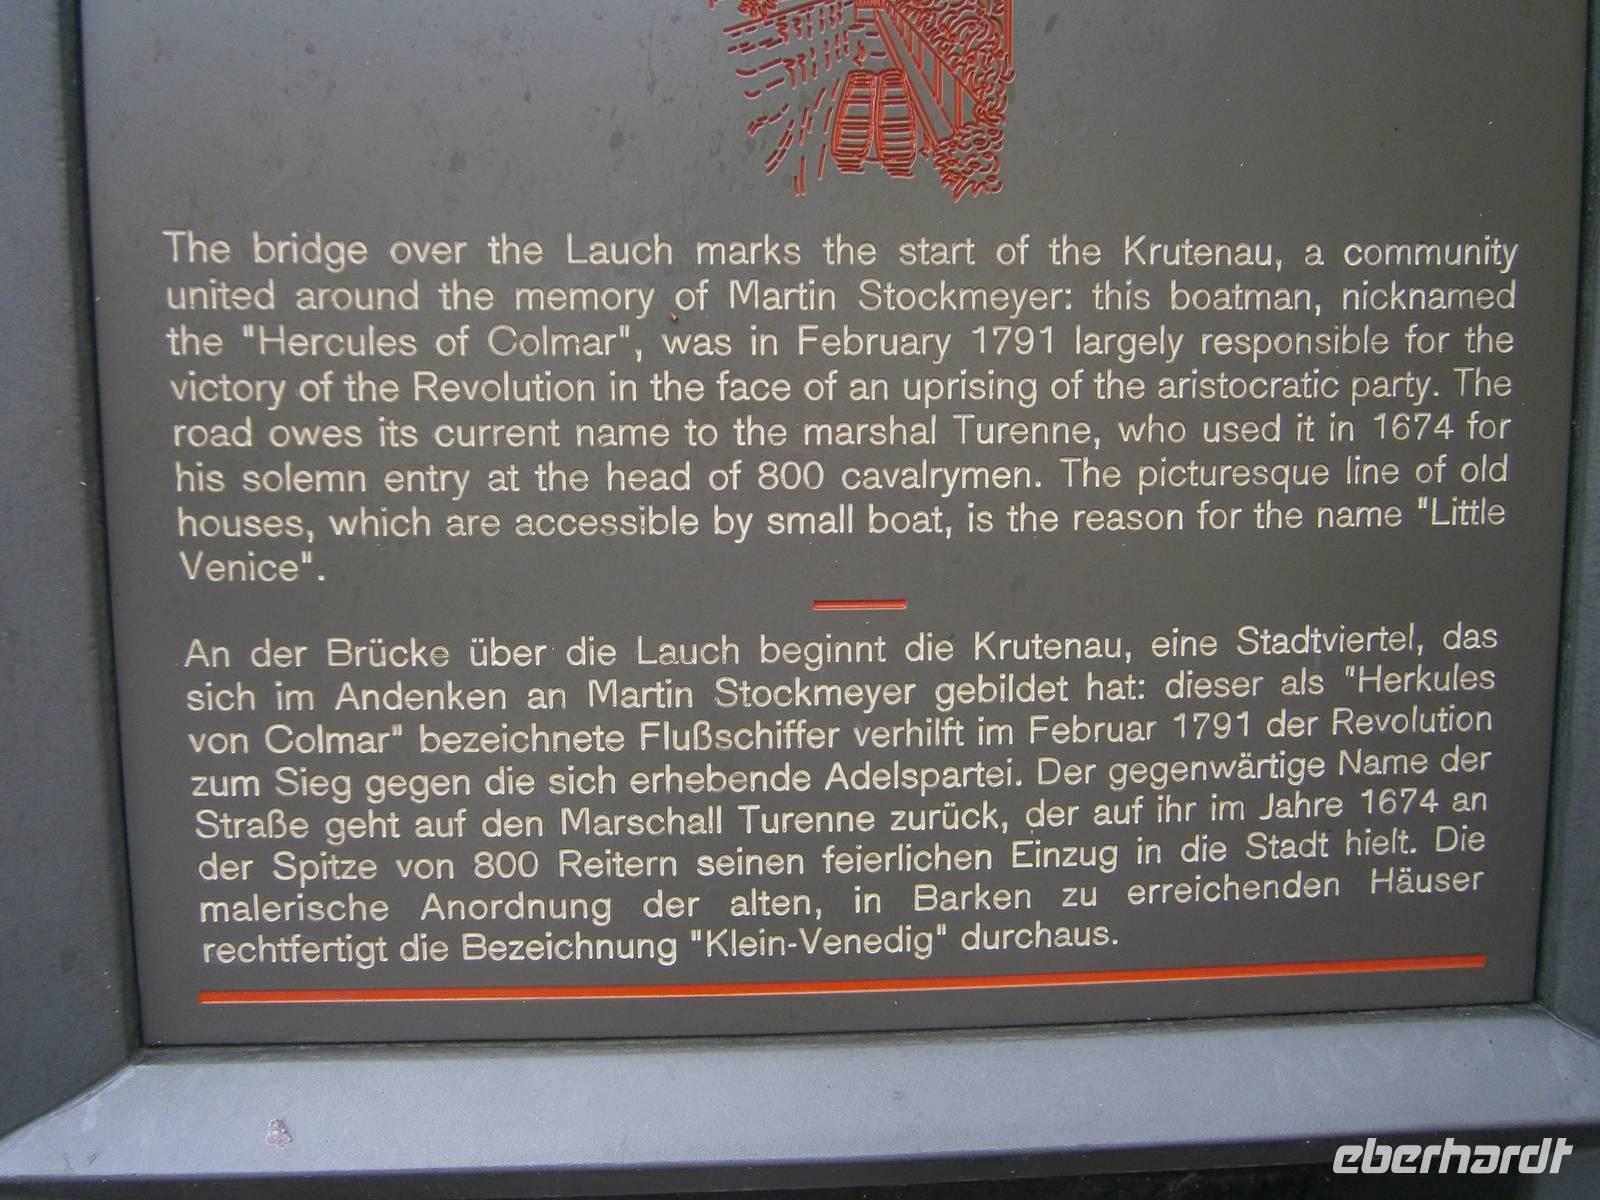 The bridge over the Lauch marks the start of the Krutenau, a community
united around the memory of Martin Stockmeyer: this boatman, nicknamed
the "Hercules of Colmar", was in February 1791 largely responsible for the
victory of the Revolution in the face of an uprising of the aristocratic party. The
road owes its current name to the marshal Turenne, who used it in 1674 for
his solemn entry at the head of 800 cavalrymen. The picturesque line of old
houses, which are accessible by small boat, is the reason for the name "Little
Venice".
An der Brücke über die Lauch beginnt die Krutenau, eine Stadtviertel, das
sich im Andenken an Martin Stockmeyer gebildet hat: dieser als "Herkules
von Colmar" bezeichnete Flußschiffer verhilft im Februar 1791 der Revolution
zum Sieg gegen die sich erhebende Adelspartei. Der gegenwärtige Name der
Straße geht auf den Marschall Turenne zurück, der auf ihr im Jahre 1674 an
der Spitze von 800 Reitern seinen feierlichen Einzug in die Stadt hielt. Die
malerische Anordnung der alten, in Barken zu erreichenden Häuser
rechtfertigt die Bezeichnung "Klein-Venedig" durchaus.
eberhardt